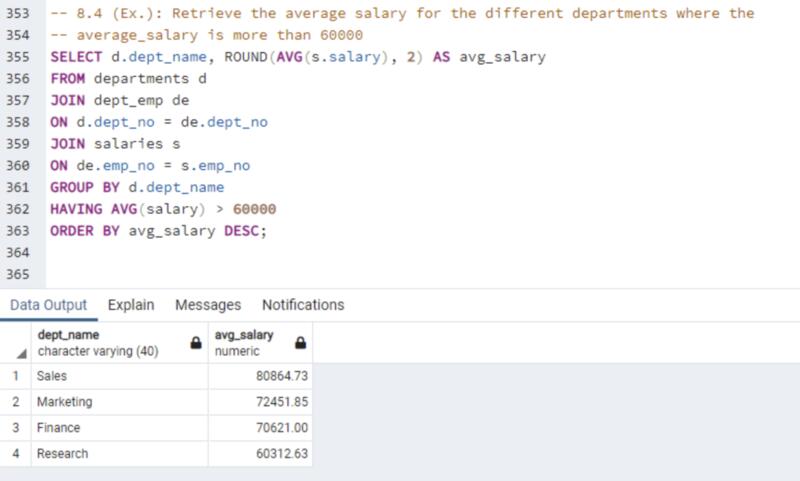 353 -- 8.4 (Ex.): Retrieve the average salary for the different departments where the
354 -- average_salary is more than 60000
355 SELECT d.dept_name, ROUND(AVG(s.salary), 2) AS avg_salary
356 FROM departments d
357 JOIN dept_emp de
358 ON d.dept_no = de.dept_no
359 JOIN salaries s
360 ON de.emp_no = s.emp_no
361 GROUP BY d.dept_name
362 HAVING AVG(salary) > 60000
363 ORDER BY avg_salary DESC;
364
365
Data Output Explain Messages Notifications
dept_name avg_salary
character varying (40) numeric
1 Sales 80864.73
2 Marketing 72451.85
3 Finance 70621.00
4 Research 60312.63